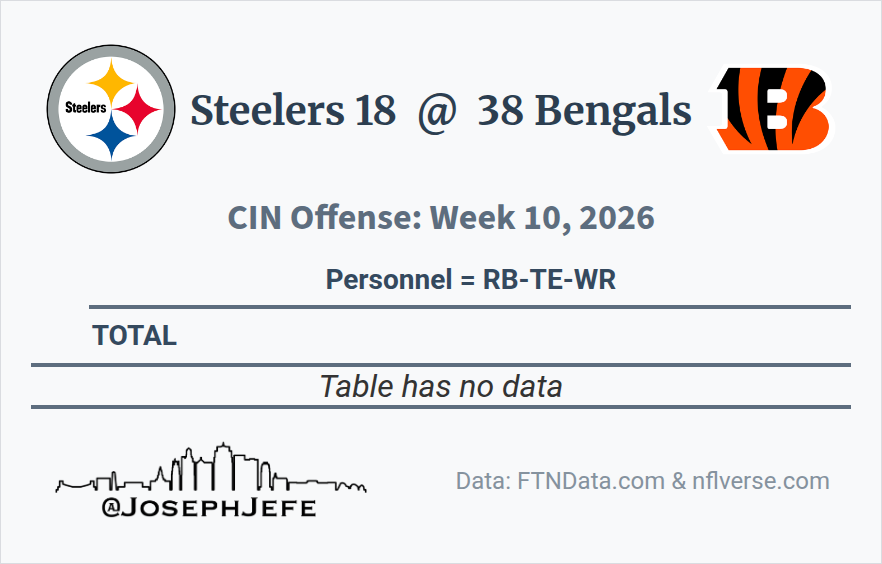 Steelers
Steelers 18 @ 38 Bengals
B
CIN Offense: Week 10, 2026
Personnel = RB-TE-WR
TOTAL
Table has no data
@JOSEPHJEFE
Data: FTNData.com & nflverse.com